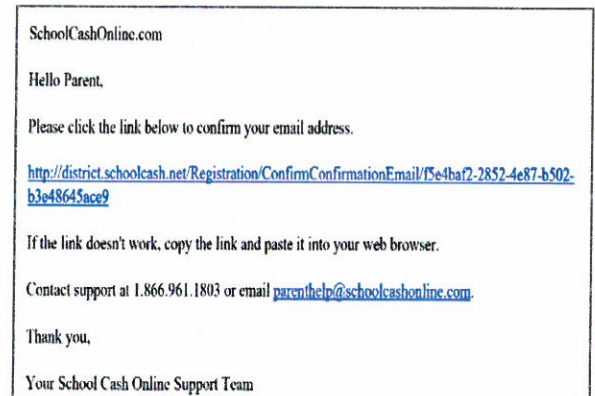 SchoolCashOnline.com
Hello Parent,
Please click the link below to confirm your email address.
http://district.schoolcash.net/Registration/ConfirmConfirmationEmail/f5e4baf2-2852-4e87-b502-
b3e48645ace9
If the link doesn't work, copy the link and paste it into your web browser.
Contact support at 1.866.961.1803 or email parenthelp@schoolcashonline.com.
Thank you,
Your School Cash Online Support Team